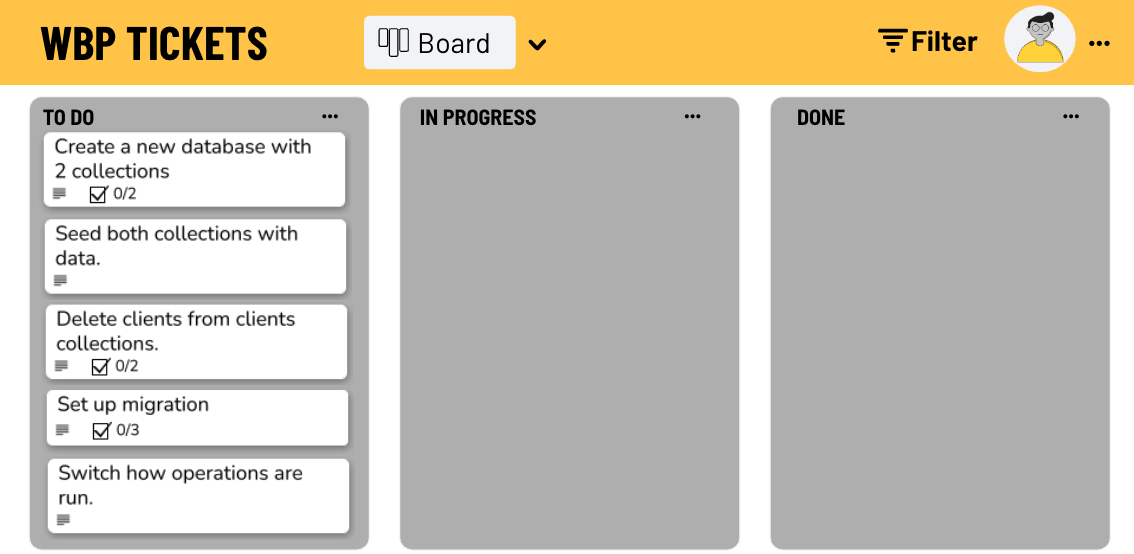 WBP TICKETS
Board
Filter
TO DO
Create a new database with
2 collections
0/2
Seed both collections with
data.
Delete clients from clients
collections.
0/2
Set up migration
0/3
Switch how operations are
run.
IN PROGRESS
DONE